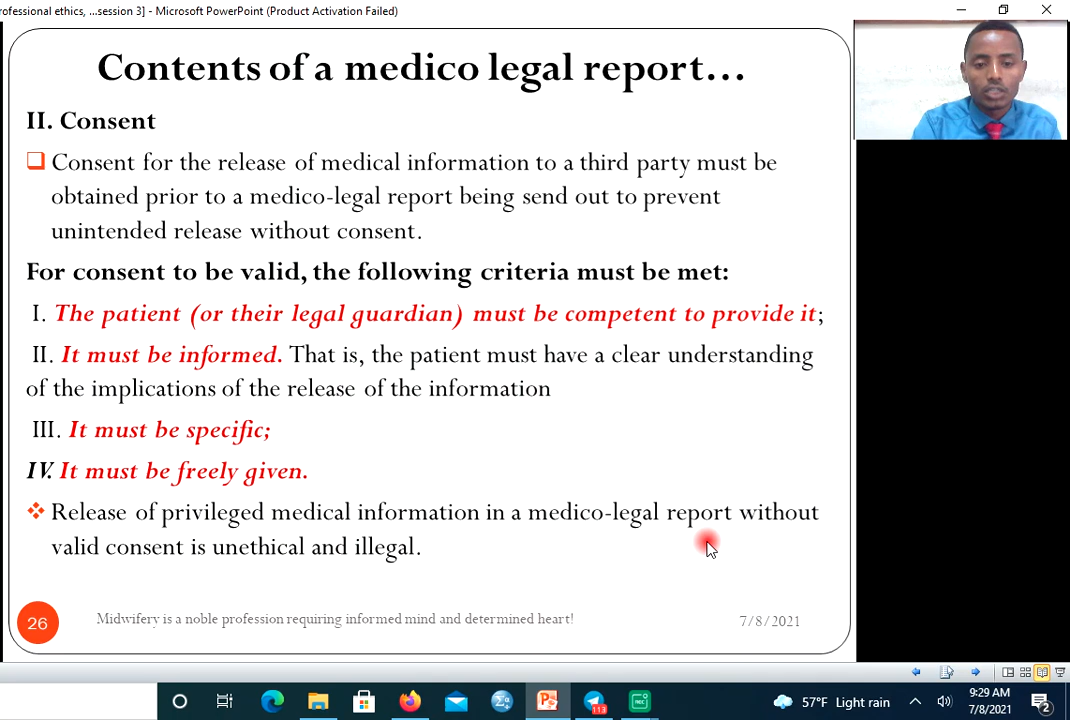 rofessional ethics, ...session 3] - Microsoft PowerPoint (Product Activation Failed)
Contents of a medico legal report...
II. Consent
Consent for the release of medical information to a third party must be
obtained prior to a medico-legal report being send out to prevent
unintended release without consent.
For consent to be valid, the following criteria must be met:
I. The patient (or their legal guardian) must be competent to provide it;
II. It must be informed. That is, the patient must have a clear understanding
of the implications of the release of the information
III. It must be specific;
IV. It must be freely given.
❖ Release of privileged medical information in a medico-legal report without
valid consent is unethical and illegal.
26
Midwifery is a noble profession requiring informed mind and determined heart!
7/8/2021
57°F Light rain
9:29 AM
7/8/2021
2
113
REC
Σα